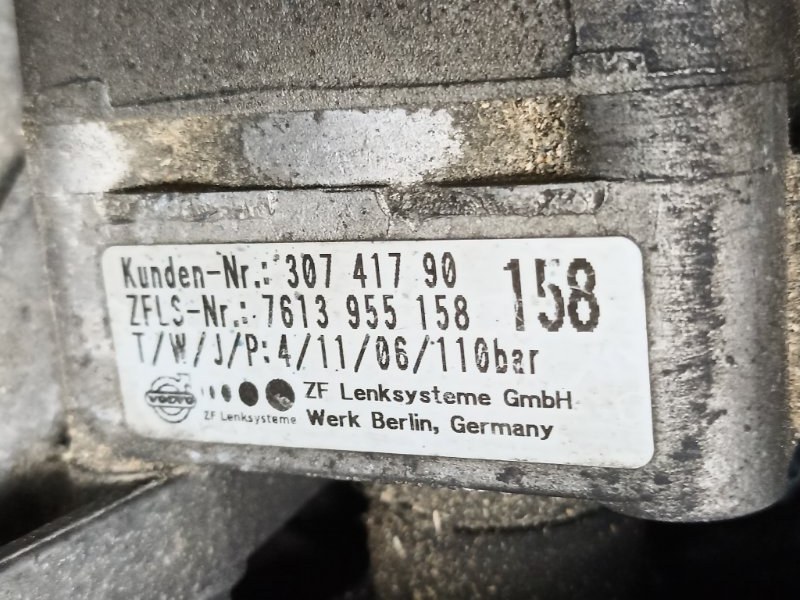 Kunden-Nr.: 307 417 90
158
ZFLS-Nr.: 7613 955 158
T/W/J/P: 4/11/06/110bar
VOLVO
ZF Lenksysteme
ZF Lenksysteme GmbH
Werk Berlin, Germany